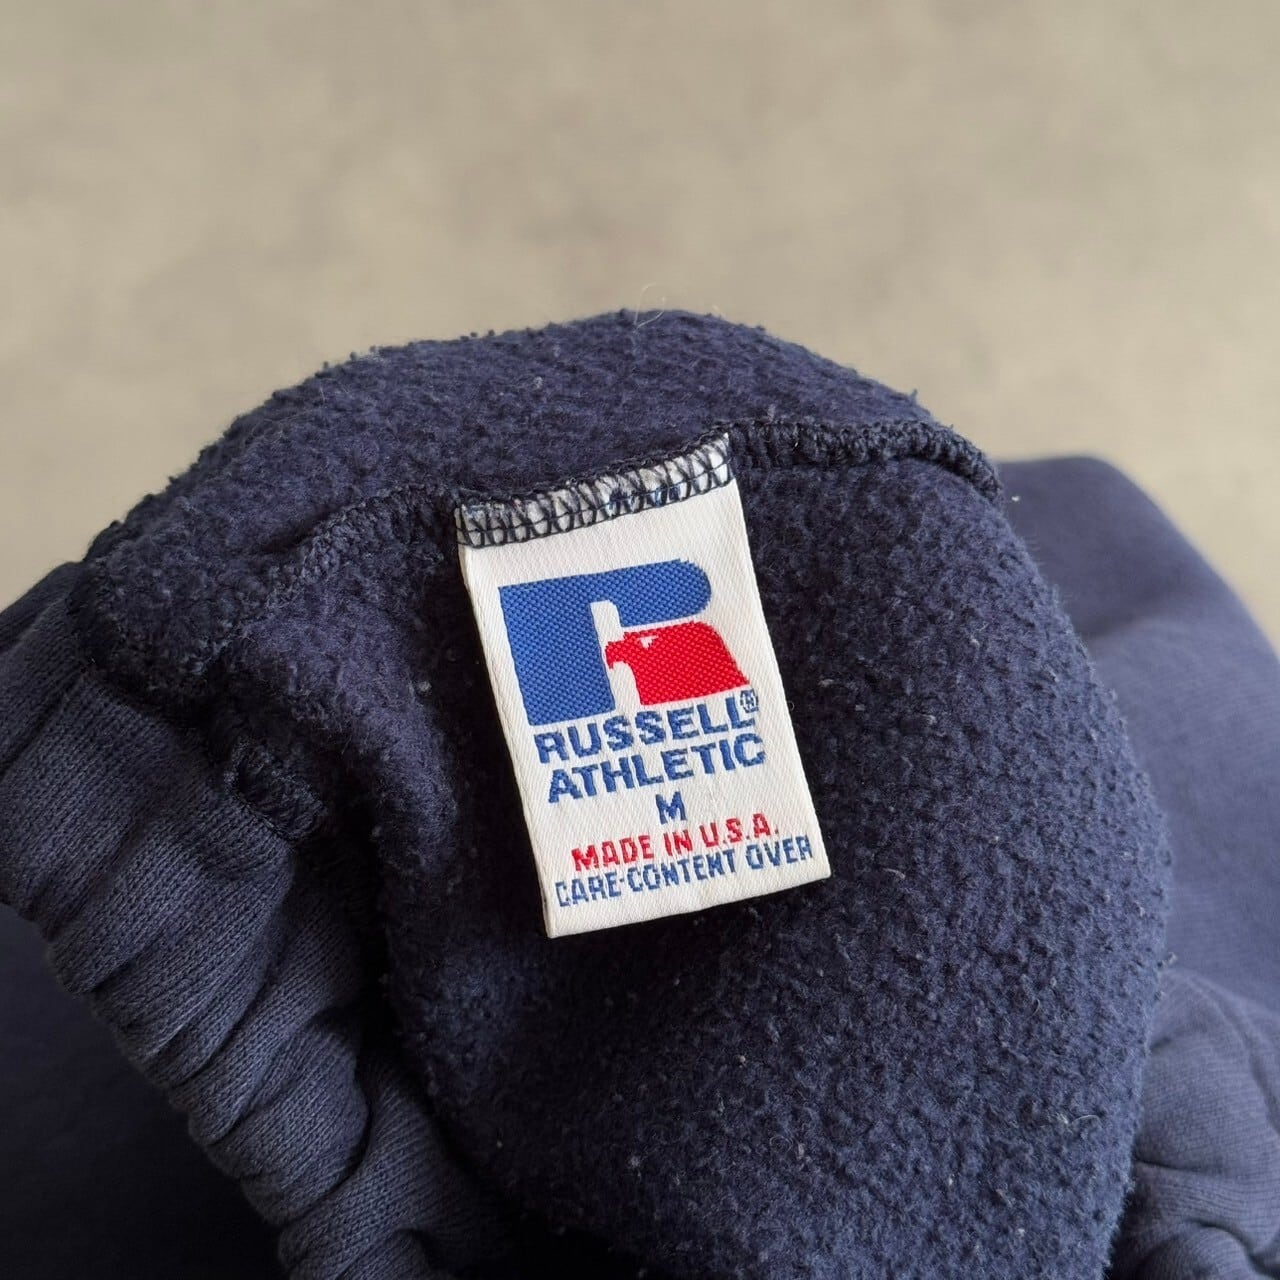 RUSSELL®
ATHLETIC
M
MADE IN U.S.A.
CARE-CONTENT OVER